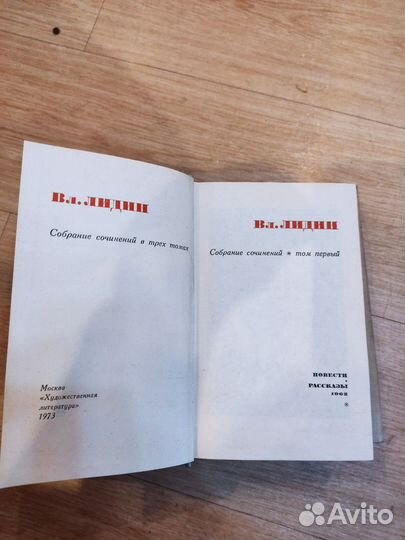 Вл. ЛИДИН
Собрание сочинений в трех томах
Москва
«Художественная
литература»
1973
Вл. ЛИДИН
Собрание сочинений * том первый
ПОВЕСТИ
*
РАССКАЗЫ
*
Avito